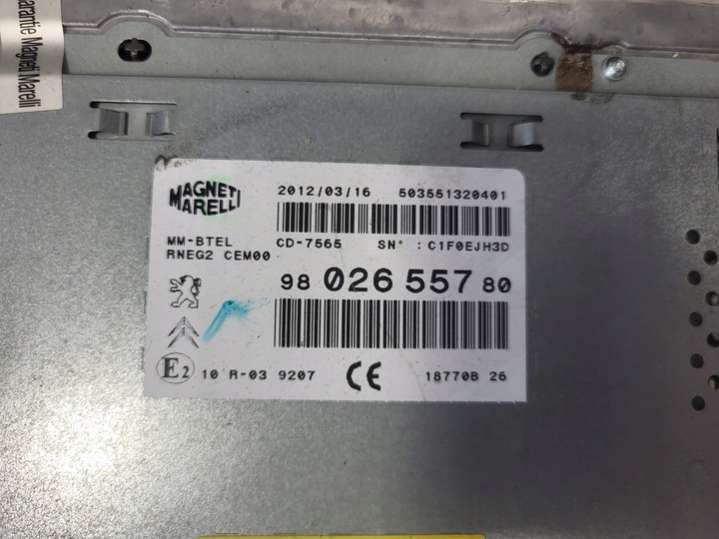 arantie Magneti Marelli
MAGNETI
MARELLI
2012/03/16 503551320401
MM-BTEL CD-7565 SN° : C1F0EJH3D
RNEG2 CEM00
98 026 557 80
E2 10 R-03 9207 CE 18770B 26